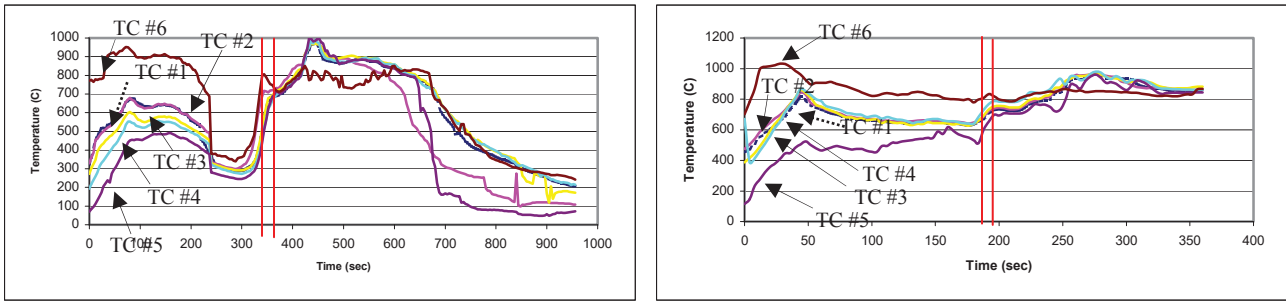 TC #6
TC #2
TC #1
TC #3
TC #4
TC #5
Temperature (C)
1000
900
800
700
600
500
400
300
200
100
0
0 100 200 300 400 500 600 700 800 900 1000
Time (sec)
TC #6
TC #2
TC #1
TC #4
TC #3
TC #5
Temperature (C)
1200
1000
800
600
400
200
0
0 50 100 150 200 250 300 350 400
Time (sec)